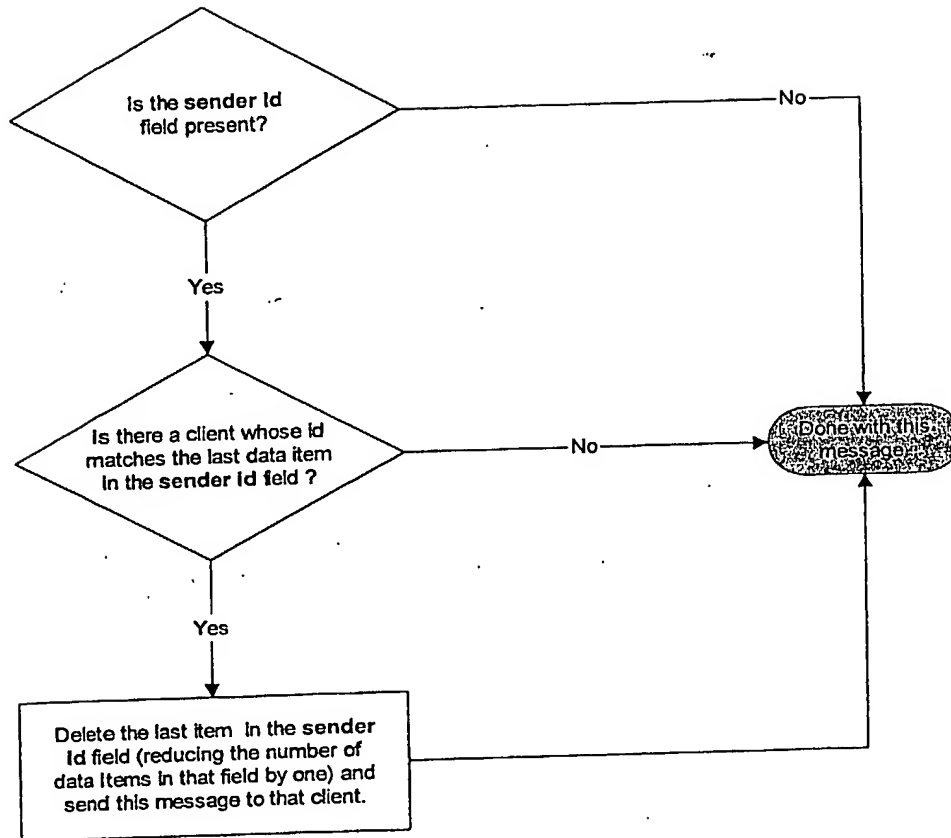 Is the sender Id
field present?
No
Yes
Is there a client whose id
matches the last data item
in the sender Id field ?
No
Done with this
message
Yes
Delete the last item in the sender
Id field (reducing the number of
data items in that field by one) and
send this message to that client.